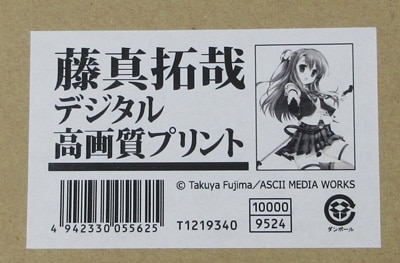 藤真拓哉
デジタル
高画質プリント
© Takuya Fujima／ASCII MEDIA WORKS
4 942330 055625
T1219340
10000
9524
ダンボール